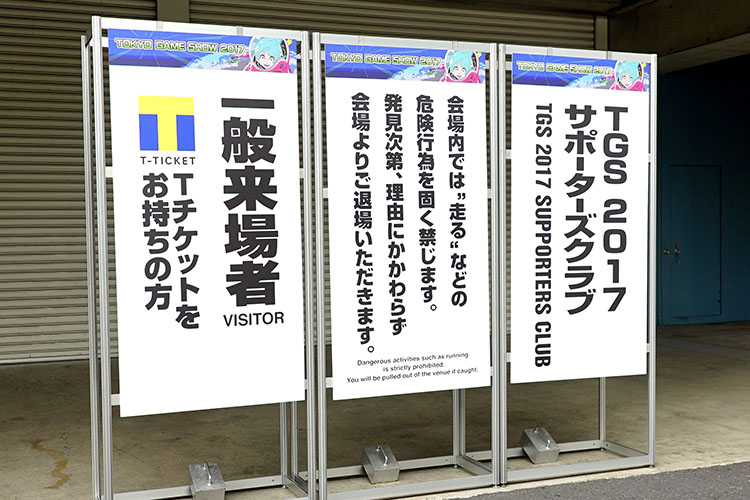 TOKYO GAME SHOW 2017
T
T-TICKET
一般来場者
VISITOR
Tチケットを
お持ちの方
TOKYO GAME SHOW 2017
会場内では”走る“などの
危険行為を固く禁じます。
発見次第、理由にかかわらず
会場よりご退場いただきます。
Dangerous activities such as running
is strictly prohibited.
You will be pulled out of the venue if caught.
TOKYO GAME SHOW 2017
TGS 2017
サポーターズクラブ
TGS 2017 SUPPORTERS CLUB